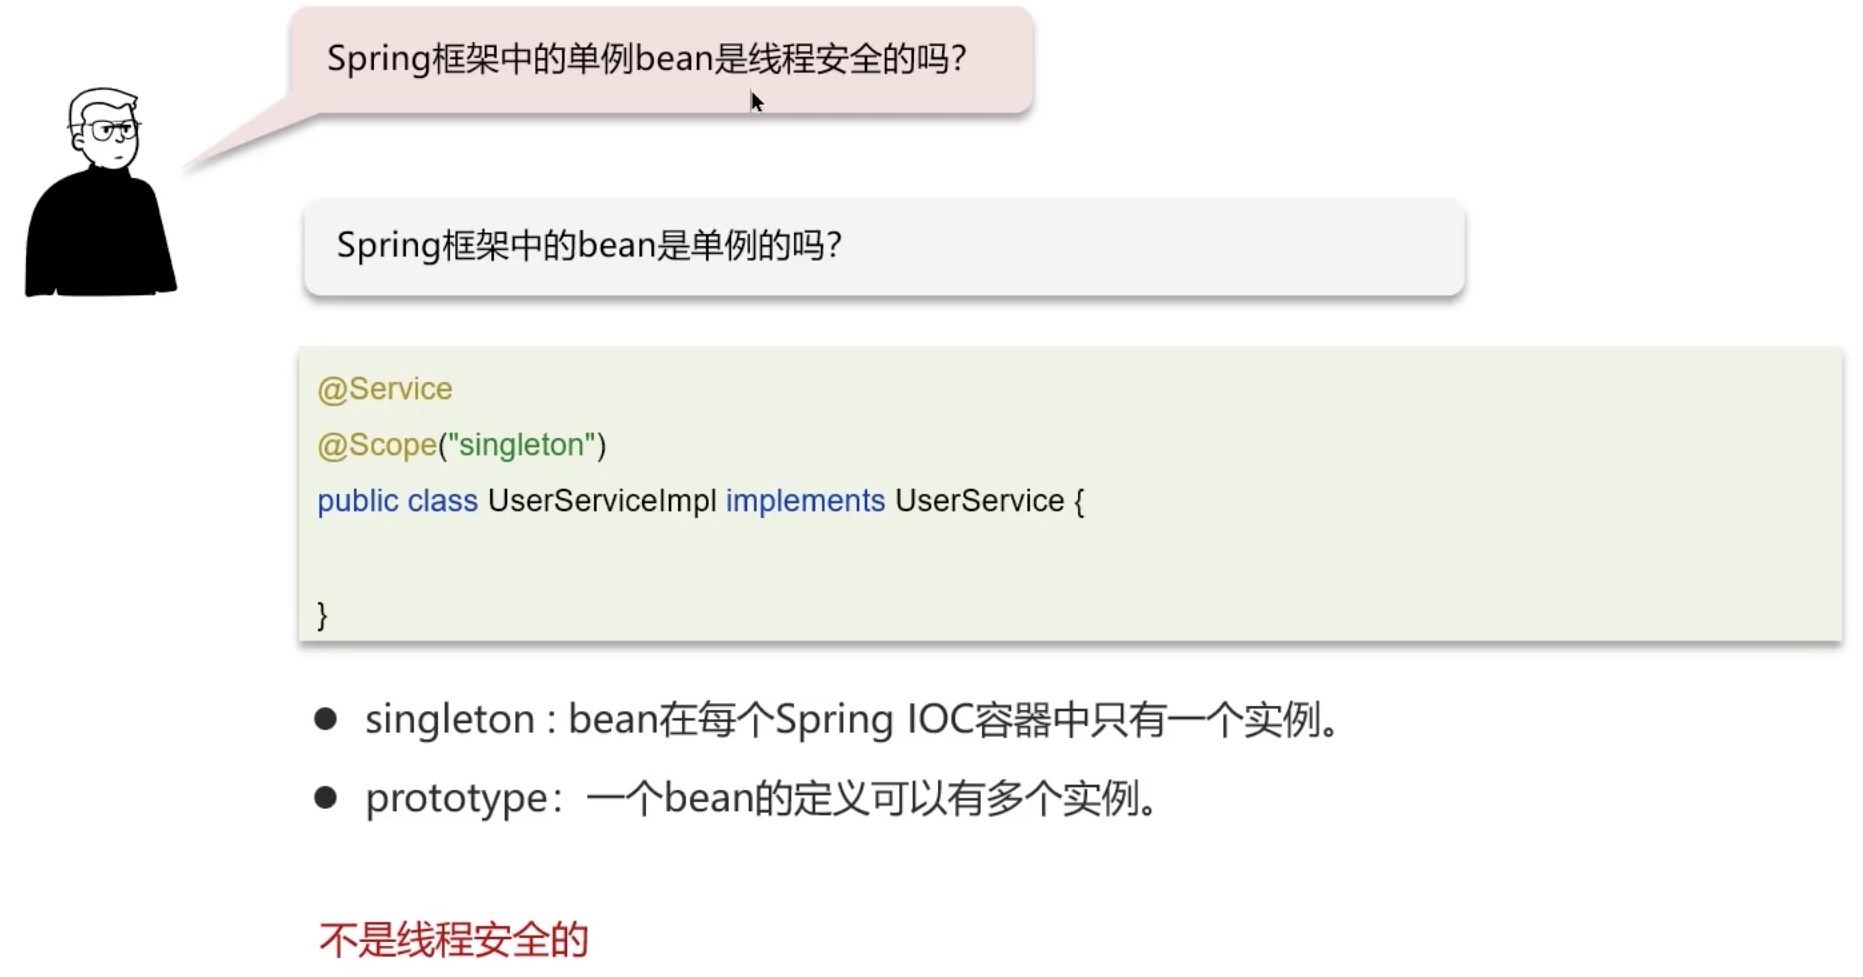 Spring框架中的单例bean是线程安全的吗？
Spring框架中的bean是单例的吗？
@Service
@Scope("singleton")
public class UserServiceImpl implements UserService {
}
● singleton : bean在每个Spring IOC容器中只有一个实例。
● prototype：一个bean的定义可以有多个实例。
不是线程安全的